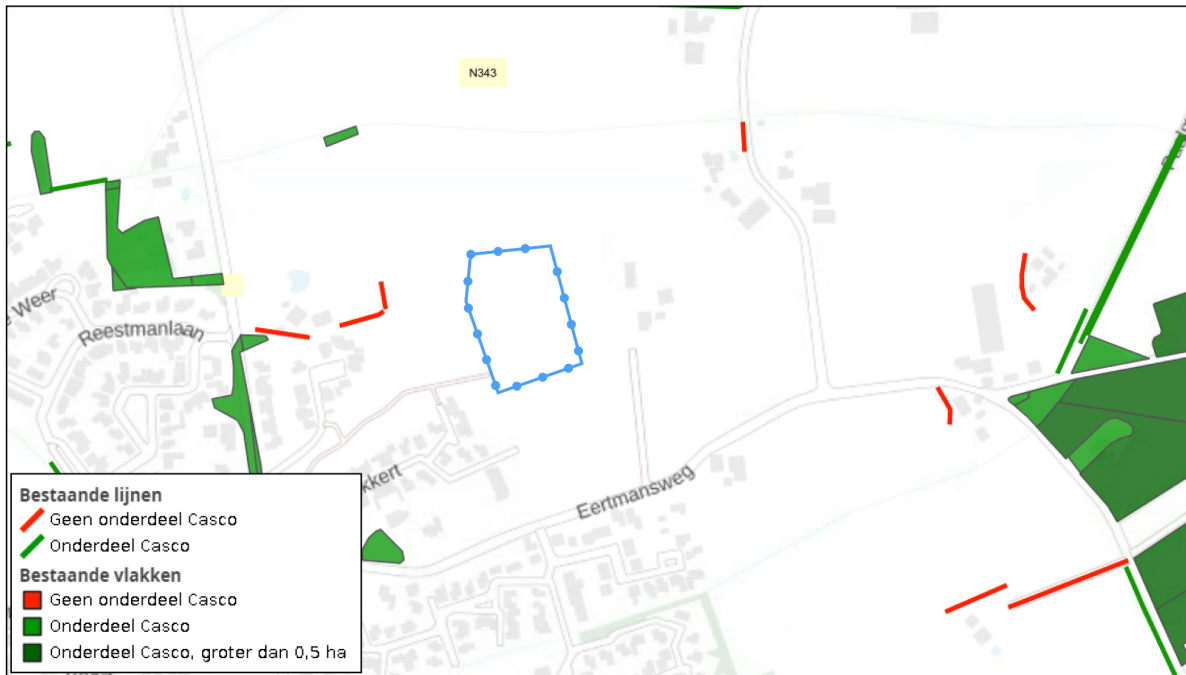 N343
Reestmanlaan
Weer
kkert
Eertmansweg
Bestaande lijnen
Geen onderdeel Casco
Onderdeel Casco
Bestaande vlakken
Geen onderdeel Casco
Onderdeel Casco
Onderdeel Casco, groter dan 0,5 ha